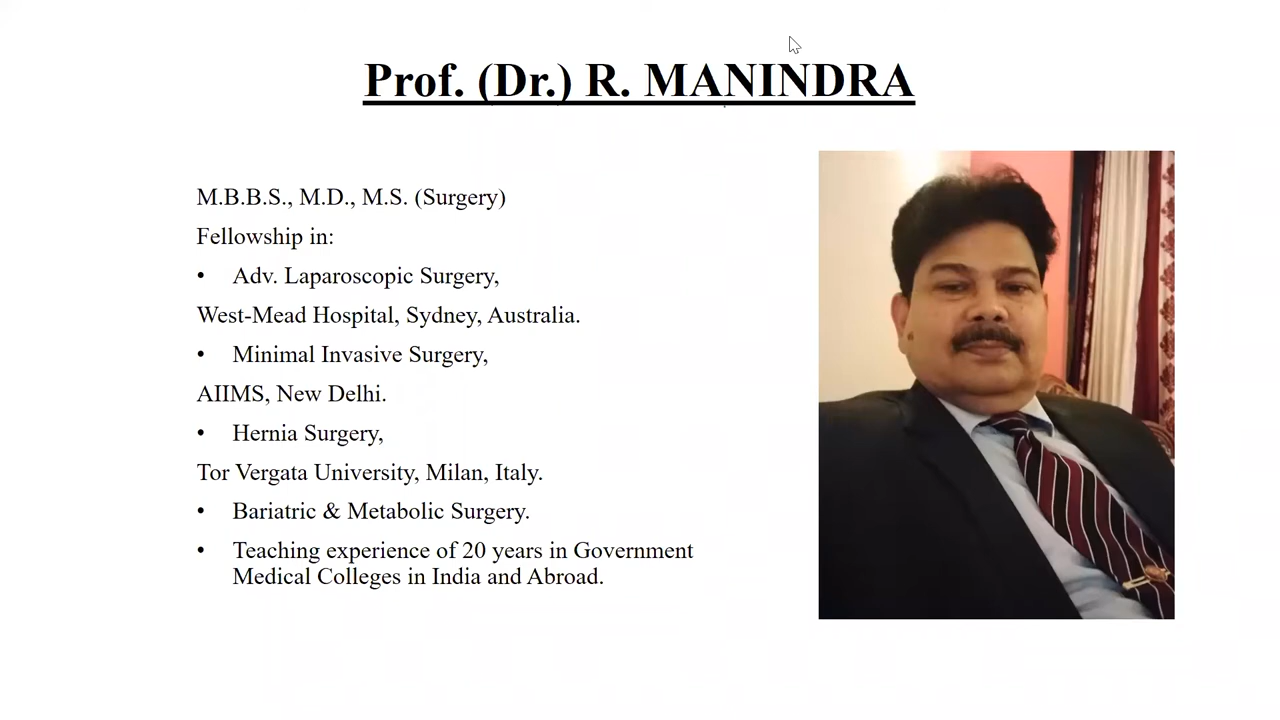 Prof. (Dr.) R. MANINDRA
M.B.B.S., M.D., M.S. (Surgery)
Fellowship in:
• Adv. Laparoscopic Surgery,
West-Mead Hospital, Sydney, Australia.
• Minimal Invasive Surgery,
AIIMS, New Delhi.
• Hernia Surgery,
Tor Vergata University, Milan, Italy.
• Bariatric & Metabolic Surgery.
• Teaching experience of 20 years in Government
Medical Colleges in India and Abroad.